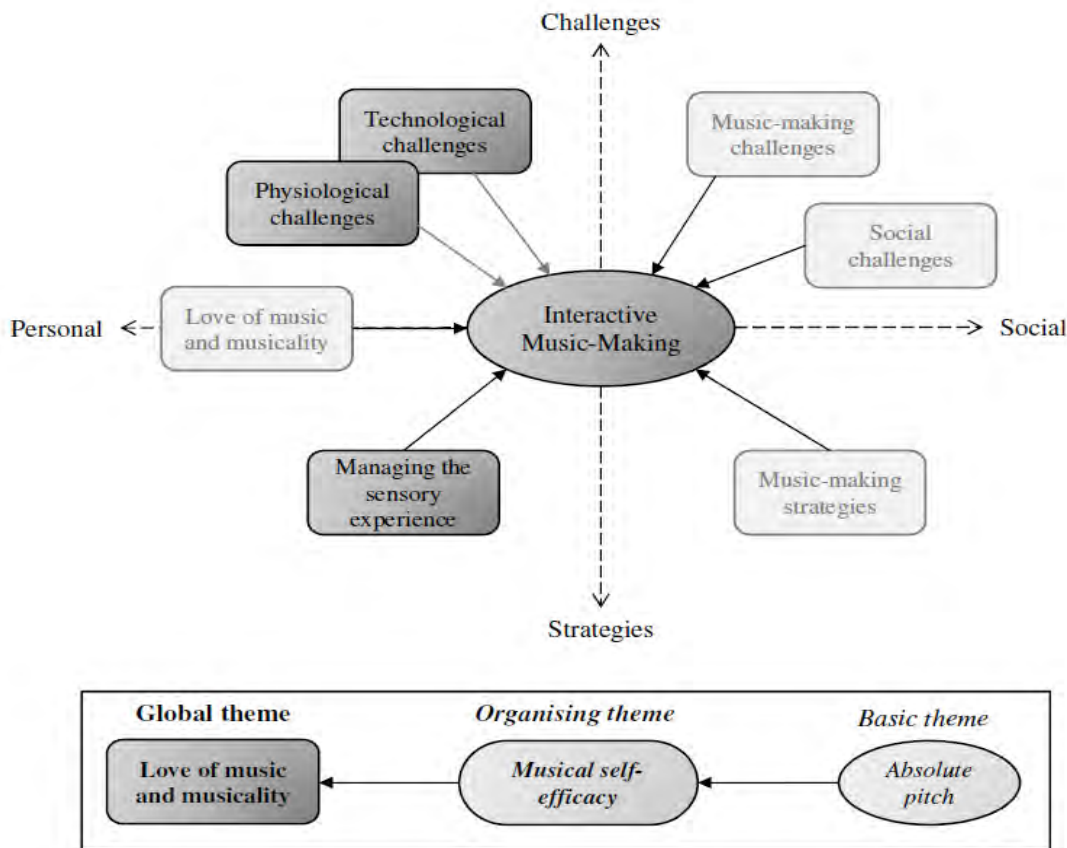 Challenges
Technological
challenges
Music-making
challenges
Physiological
challenges
Social
challenges
Personal
Love of music
and musicality
Interactive
Music-Making
Social
Managing the
sensory
experience
Music-making
strategies
Strategies
Global theme
Organising theme
Basic theme
Love of music
and musicality
Musical self-
efficacy
Absolute
pitch